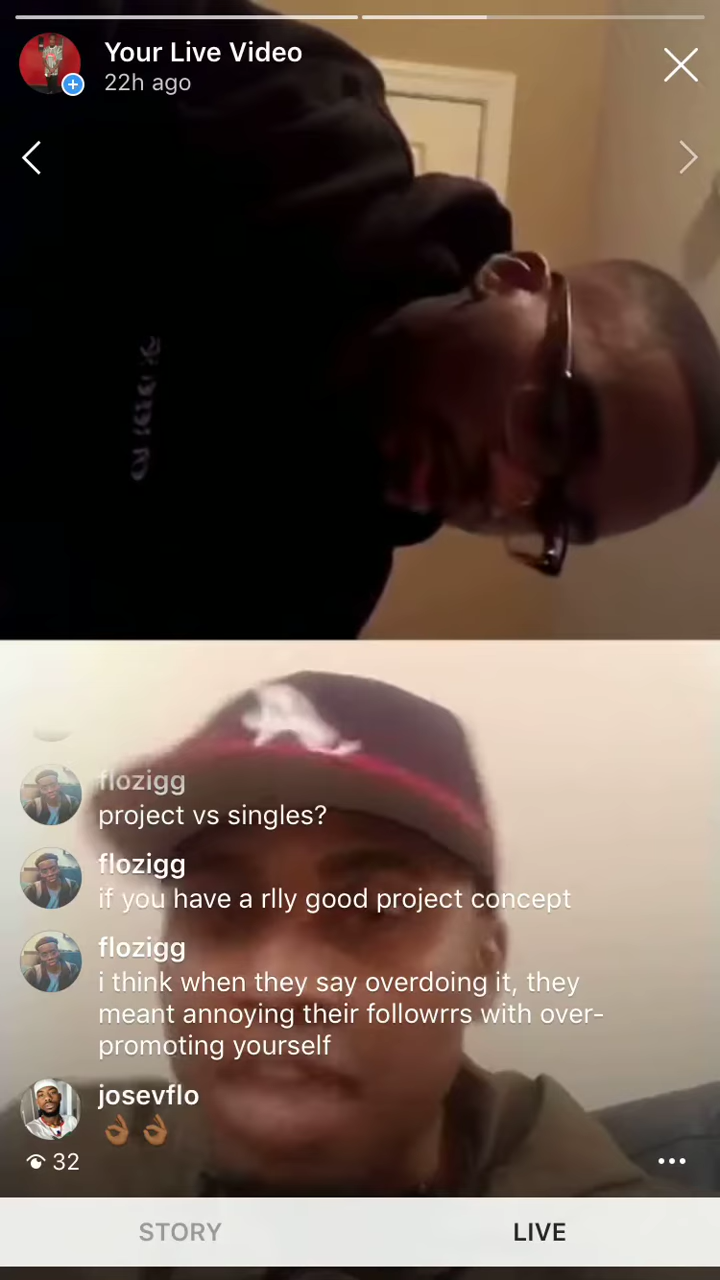 Your Live Video
22h ago
flozigg
project vs singles?
flozigg
if you have a rlly good project concept
flozigg
i think when they say overdoing it, they
meant annoying their followrrs with over-
promoting yourself
josevflo
👌🏾👌🏾
32
STORY
LIVE